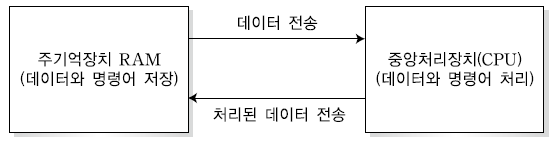 데이터 전송
주기억장치 RAM
(데이터와 명령어 저장)
중앙처리장치(CPU)
(데이터와 명령어 처리)
처리된 데이터 전송